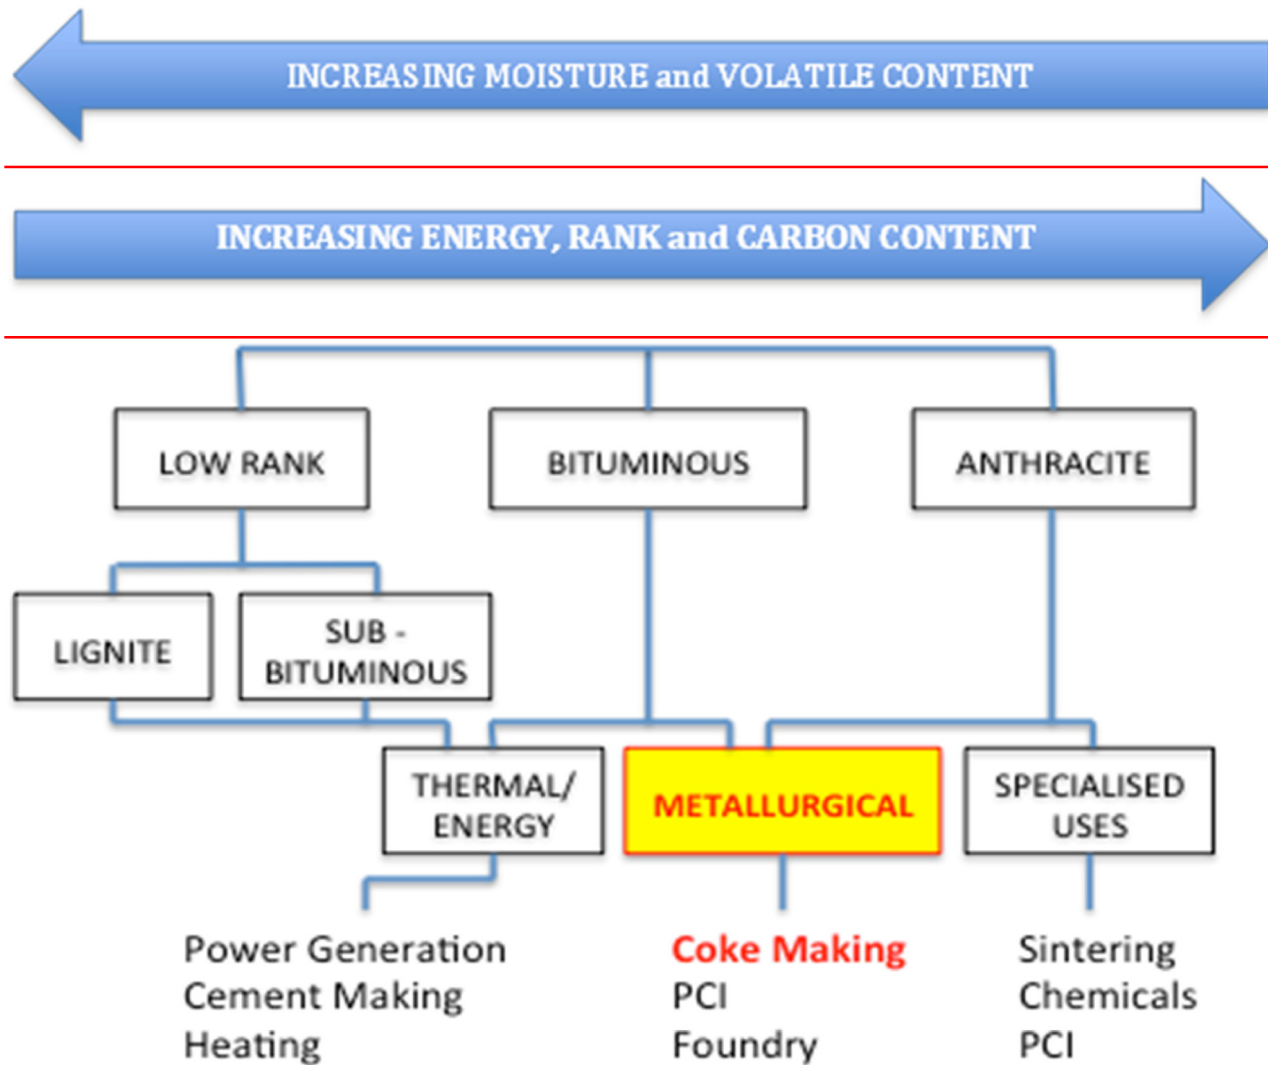 INCREASING MOISTURE and VOLATILE CONTENT
INCREASING ENERGY, RANK and CARBON CONTENT
LOW RANK
BITUMINOUS
ANTHRACITE
LIGNITE
SUB -
BITUMINOUS
THERMAL/
ENERGY
METALLURGICAL
SPECIALISED
USES
Power Generation
Cement Making
Heating
Coke Making
PCI
Foundry
Sintering
Chemicals
PCI